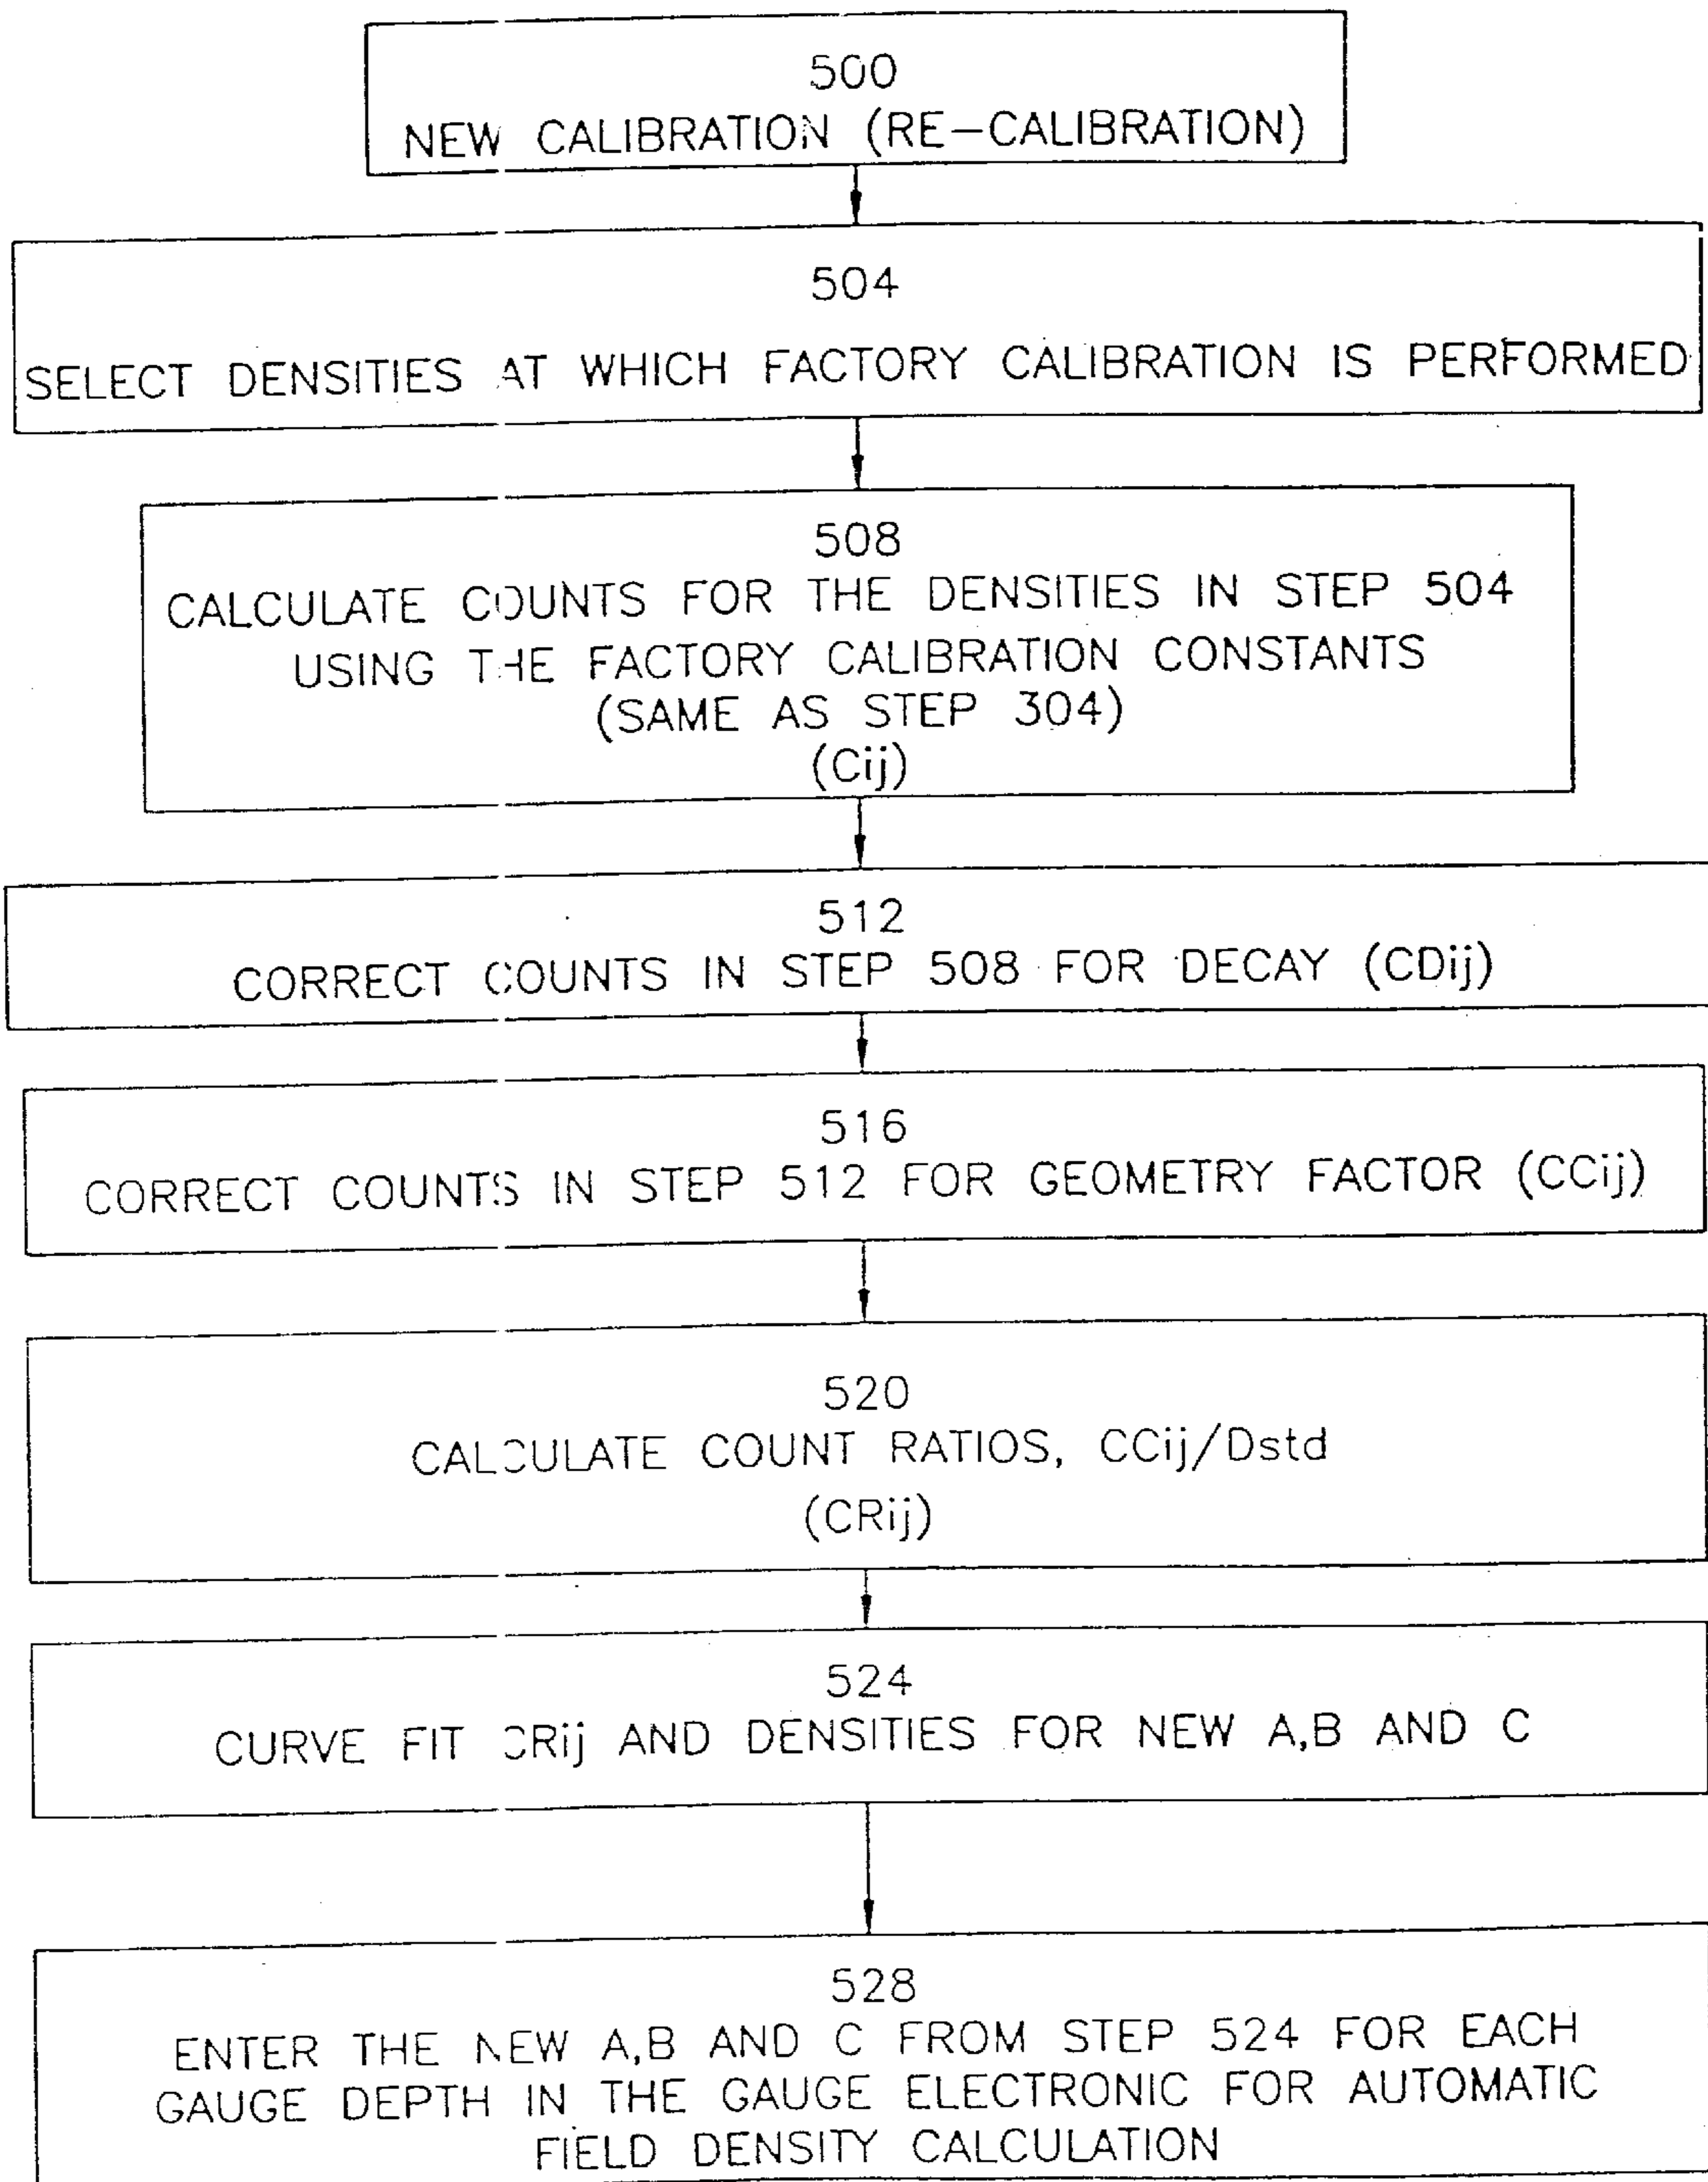 500
NEW CALIBRATION (RE-CALIBRATION)
504
SELECT DENSITIES AT WHICH FACTORY CALIBRATION IS PERFORMED
508
CALCULATE COUNTS FOR THE DENSITIES IN STEP 504
USING THE FACTORY CALIBRATION CONSTANTS
(SAME AS STEP 304)
(Cij)
512
CORRECT COUNTS IN STEP 508 FOR DECAY (CDij)
516
CORRECT COUNTS IN STEP 512 FOR GEOMETRY FACTOR (CCij)
520
CALCULATE COUNT RATIOS, CCij/Dstd
(CRij)
524
CURVE FIT CRij AND DENSITIES FOR NEW A,B AND C
528
ENTER THE NEW A,B AND C FROM STEP 524 FOR EACH
GAUGE DEPTH IN THE GAUGE ELECTRONIC FOR AUTOMATIC
FIELD DENSITY CALCULATION